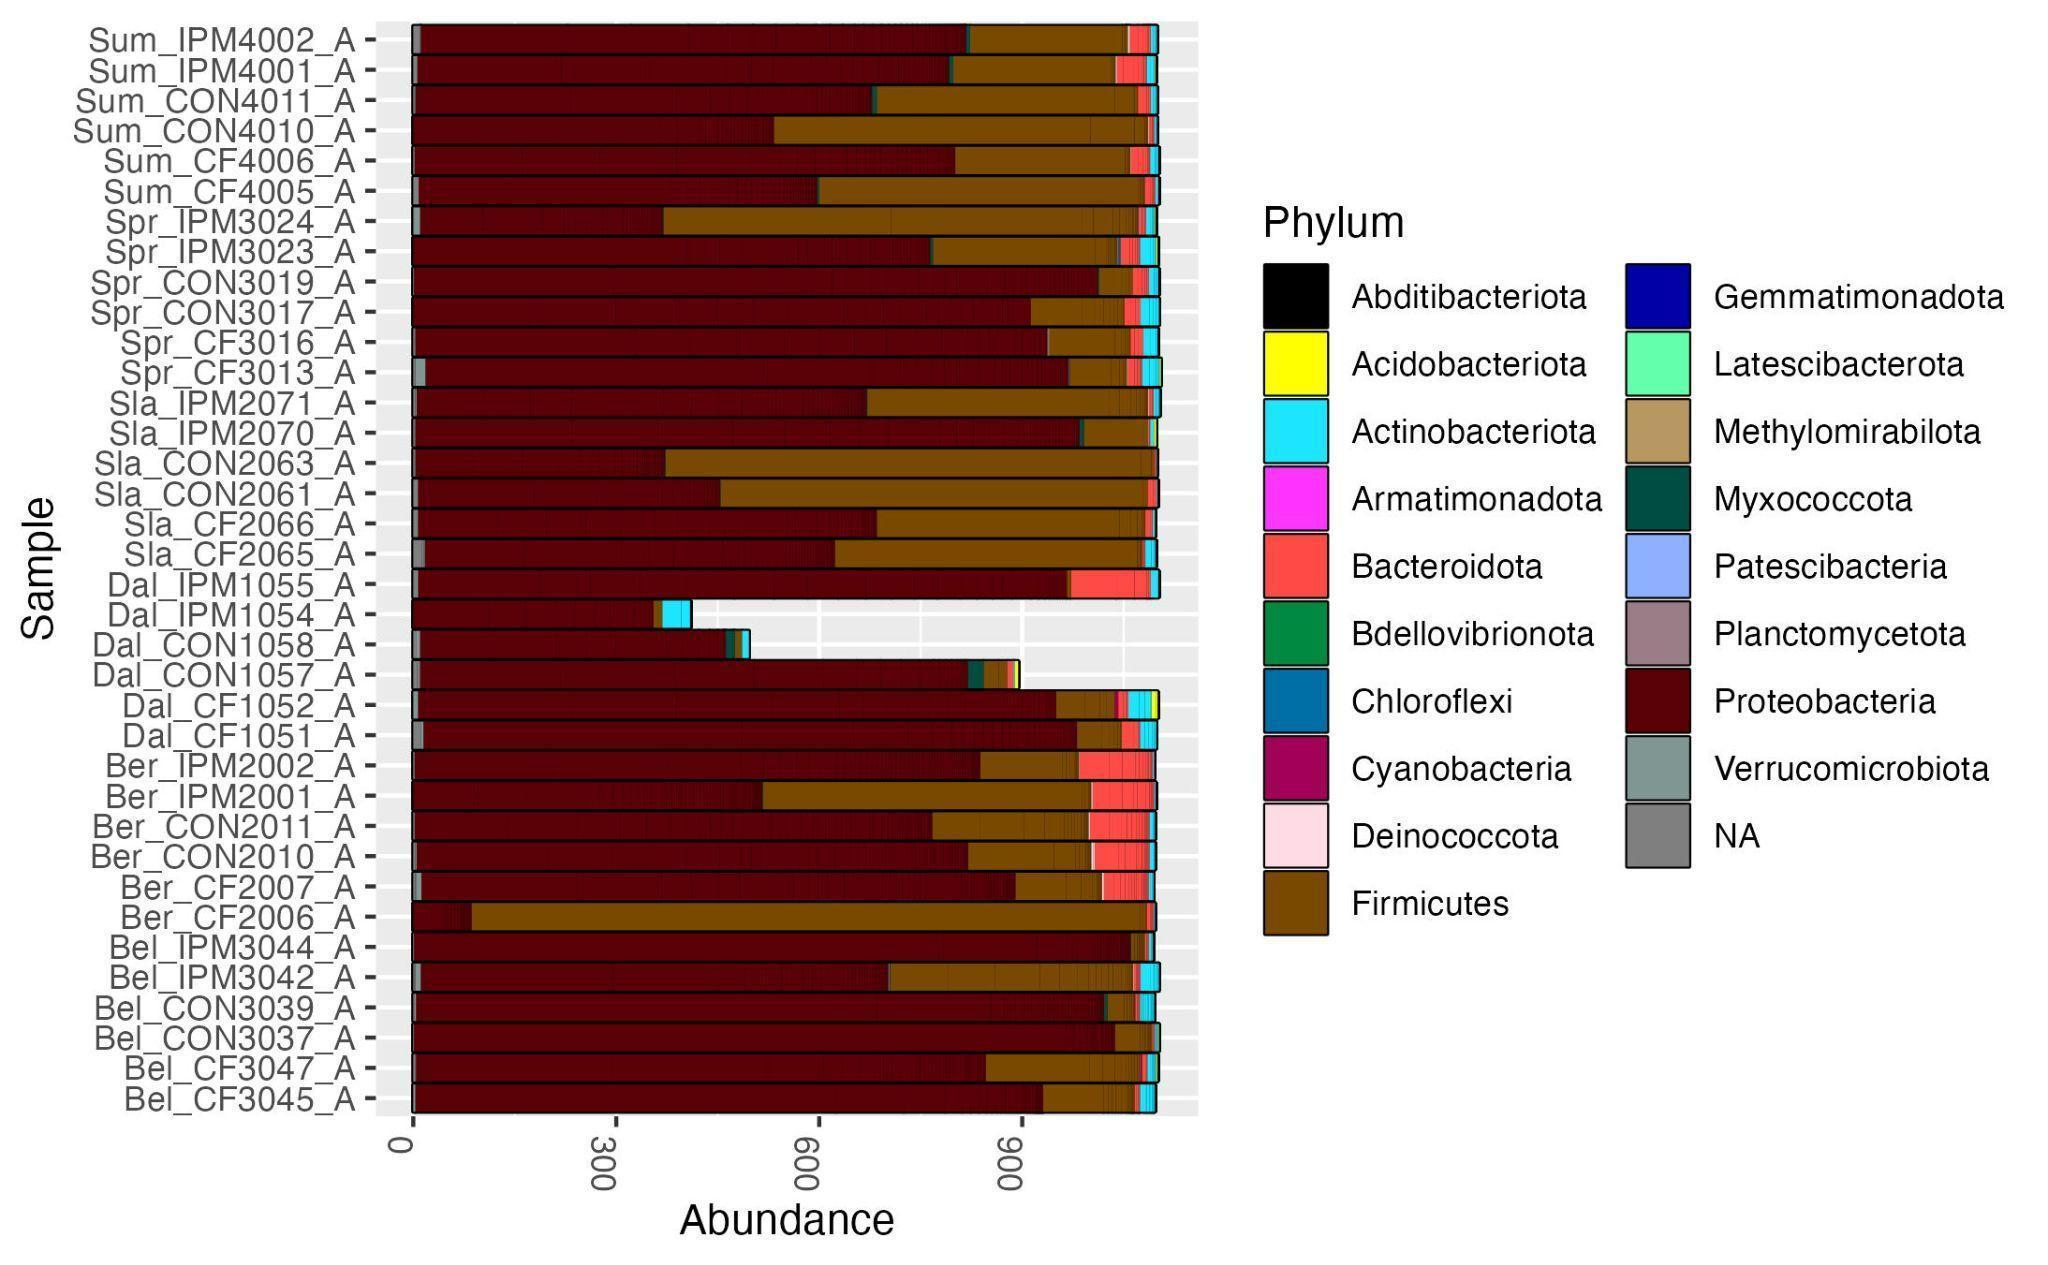 Sample
Sum_IPM4002_A
Sum_IPM4001_A
Sum_CON4011_A
Sum_CON4010_A
Sum_CF4006_A
Sum_CF4005_A
Spr_IPM3024_A
Spr_IPM3023_A
Spr_CON3019_A
Spr_CON3017_A
Spr_CF3016_A
Spr_CF3013_A
Sla_IPM2071_A
Sla_IPM2070_A
Sla_CON2063_A
Sla_CON2061_A
Sla_CF2066_A
Sla_CF2065_A
Dal_IPM1055_A
Dal_IPM1054_A
Dal_CON1058_A
Dal_CON1057_A
Dal_CF1052_A
Dal_CF1051_A
Ber_IPM2002_A
Ber_IPM2001_A
Ber_CON2011_A
Ber_CON2010_A
Ber_CF2007_A
Ber_CF2006_A
Bel_IPM3044_A
Bel_IPM3042_A
Bel_CON3039_A
Bel_CON3037_A
Bel_CF3047_A
Bel_CF3045_A
0
300
600
900
Abundance
Phylum
Abditibacteriota
Acidobacteriota
Actinobacteriota
Armatimonadota
Bacteroidota
Bdellovibrionota
Chloroflexi
Cyanobacteria
Deinococcota
Firmicutes
Gemmatimonadota
Latescibacterota
Methylomirabilota
Myxococcota
Patescibacteria
Planctomycetota
Proteobacteria
Verrucomicrobiota
NA